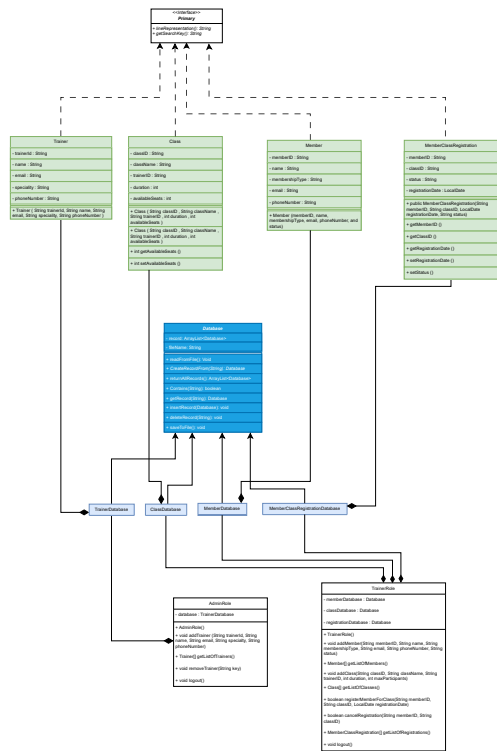 <<Interface>>
Primary
+ lineRepresentation(): String
+ getSearchKey(): String
Trainer
- trainerId : String
- name : String
- email : String
- speciality : String
- phoneNumber : String
+ Trainer ( String trainerId, String name, String
email, String speciality, String phoneNumber )
Class
- classID : String
- className : String
- trainerID : String
- duration : int
- availableSeats : int
+ Class ( String classID , String className
, String trainerID , int duration , int
availableSeats )
+ Class ( String classID , String className
, String trainerID , int duration , int
availableSeats )
+ int getAvailableSeats ()
+ int setAvailableSeats ()
Member
- memberID : String
- name : String
- membershipType : String
- email : String
- phoneNumber : String
+ Member (memberID, name,
membershipType, email, phoneNumber, and
status)
MemberClassRegistration
- memberID : String
- classID : String
- status : String
- registrationDate : LocalDate
+ public MemberClassRegistration(String
memberID, String classID, LocalDate
registrationDate, String status)
+ getMemberID ()
+ getClassID ()
+ getRegistrationDate ()
+ setRegistrationDate ()
+ setStatus ()
Database
- record: ArrayList<Database>
- fileName: String
+ readFromFile(): Void
+ CreateRecordFrom(String): Database
+ returnAllRecords(): ArrayList<Database>
+ Contains(String): boolean
+ getRecord(String): Database
+ insertRecord(Database): void
+ deleteRecord(String): void
+ saveToFile(): void
TrainerDatabase
ClassDatabase
MemberDatabase
MemberClassRegistrationDatabase
AdminRole
- database : TrainerDatabase
+ AdminRole()
+ void addTrainer (String trainerId, String
name, String email, String specialty, String
phoneNumber)
+ Trainer[] getListOfTrainers()
+ void removeTrainer(String key)
+ void logout()
TrainerRole
- memberDatabase : Database
- classDatabase : Database
- registrationDatabase : Database
+ TrainerRole()
+ void addMember(String memberID, String name, String
membershipType, String email, String phoneNumber, String
status)
+ Member[] getListOfMembers()
+ void addClass(String classID, String className, String
trainerID, int duration, int maxParticipants)
+ Class[] getListOfClasses()
+ boolean registerMemberForClass(String memberID,
String classID, LocalDate registrationDate)
+ boolean cancelRegistration(String memberID, String
classID)
+ MemberClassRegistration[] getListOfRegistrations()
+ void logout()